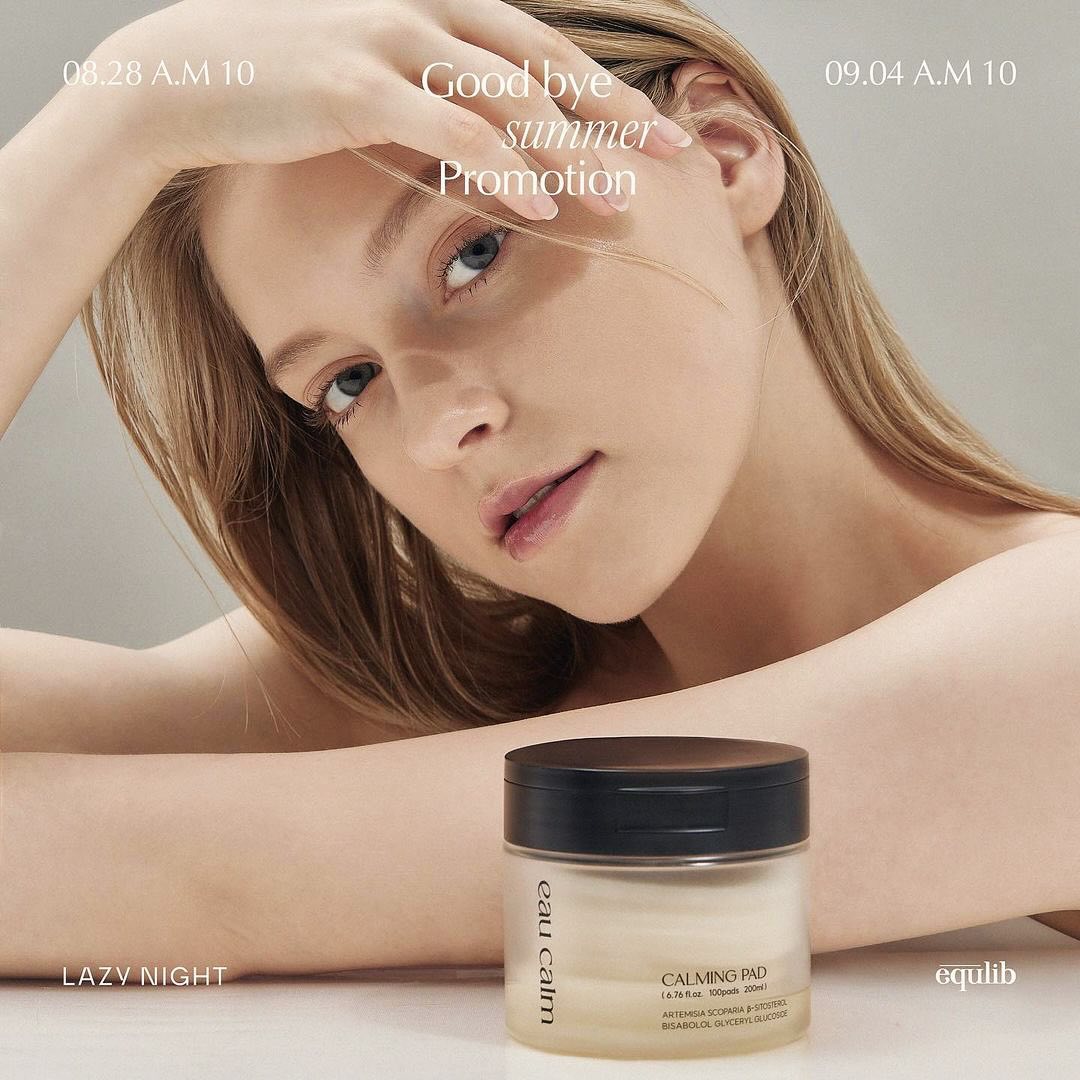 08.28 A.M 10
Good bye
summer
Promotion
09.04 A.M 10
eau calm
CALMING PAD
( 6.76 fl.oz. 100pads 200ml )
ARTEMISIA SCOPARIA β-SITOSTEROL
BISABOLOL GLYCERYL GLUCOSIDE
LAZY NIGHT
equlib